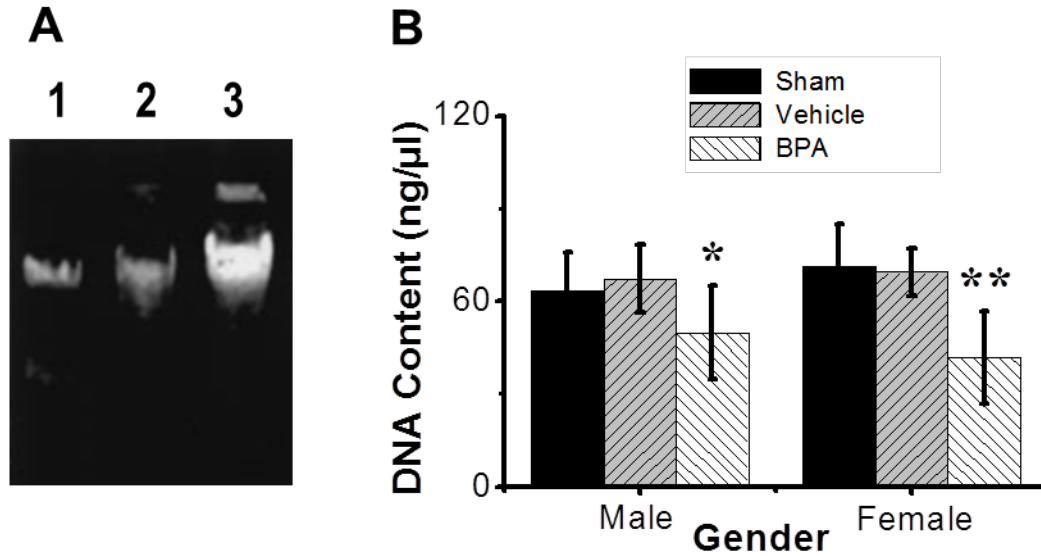 A
1 2 3
B
Sham
Vehicle
BPA
DNA Content (ng/µl)
120
60
0
*
**
Male
Female
Gender